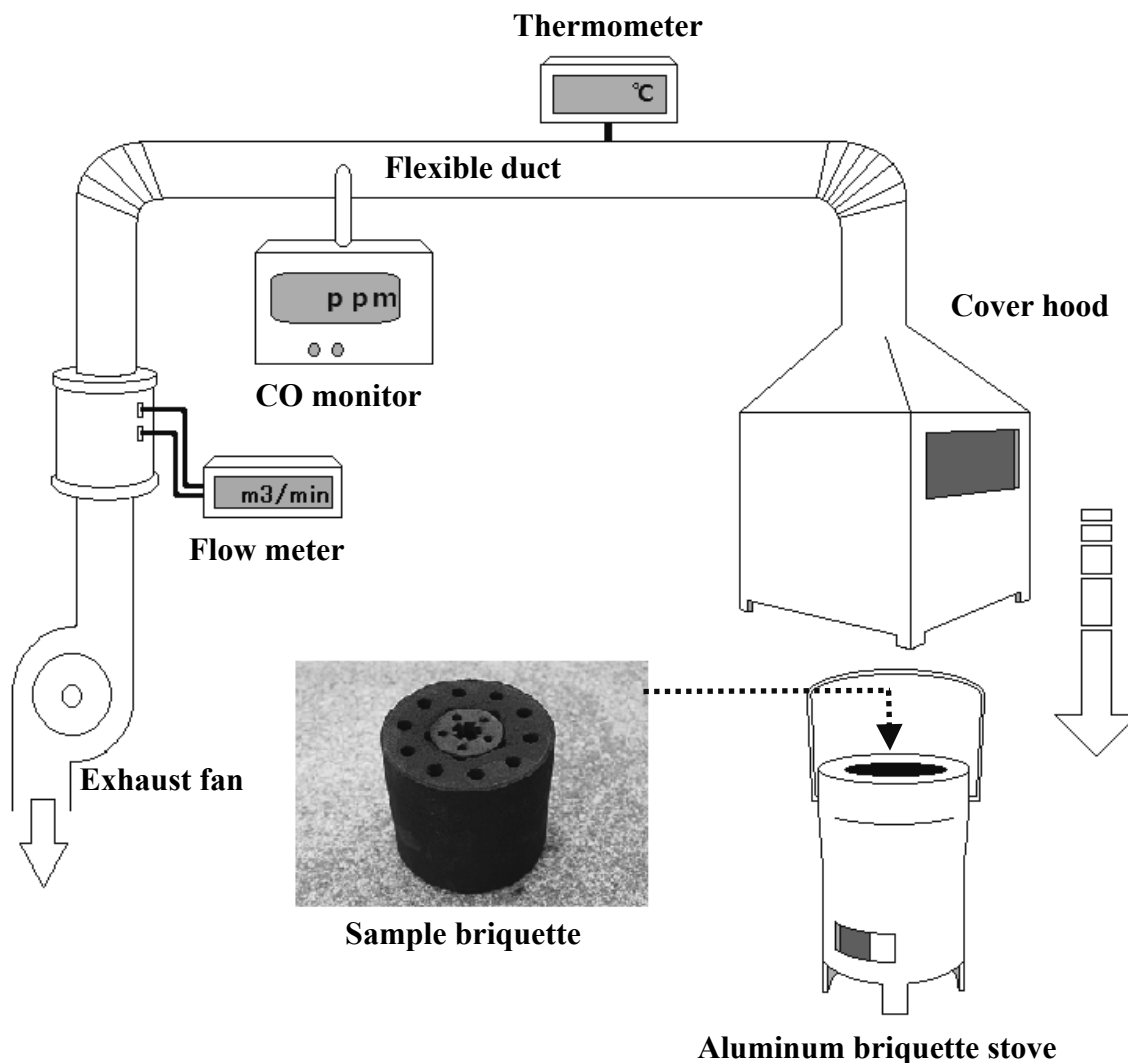 Thermometer
℃
Flexible duct
ppm
Cover hood
CO monitor
m3/min
Flow meter
Exhaust fan
Sample briquette
Aluminum briquette stove